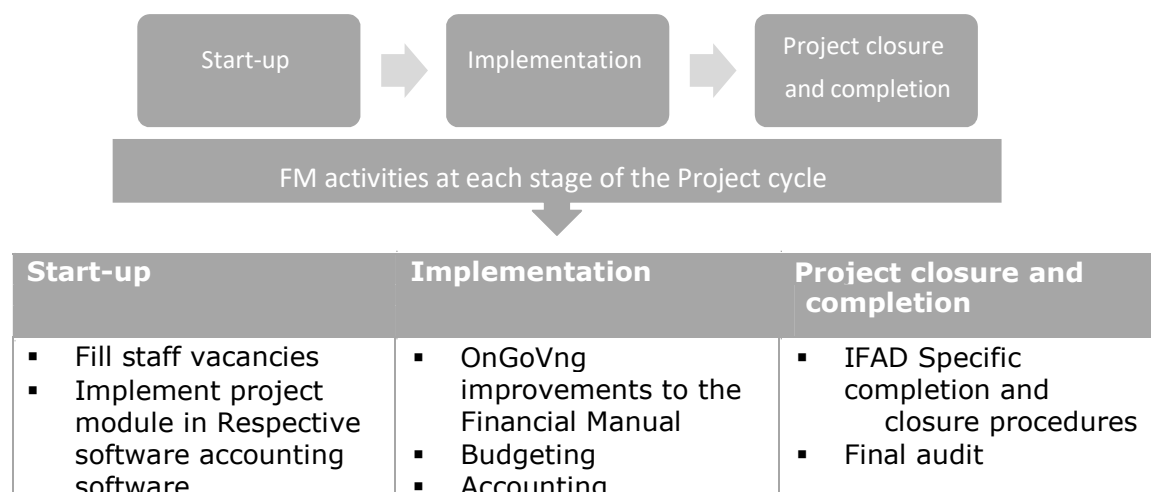 Start-up
Implementation
Project closure
and completion
FM activities at each stage of the Project cycle
Start-up
Implementation
Project closure and
completion
▪ Fill staff vacancies
▪ Implement project
module in Respective
software accounting
software
▪ OnGoVng
improvements to the
Financial Manual
▪ Budgeting
▪ Accounting
▪ IFAD Specific
completion and
closure procedures
▪ Final audit